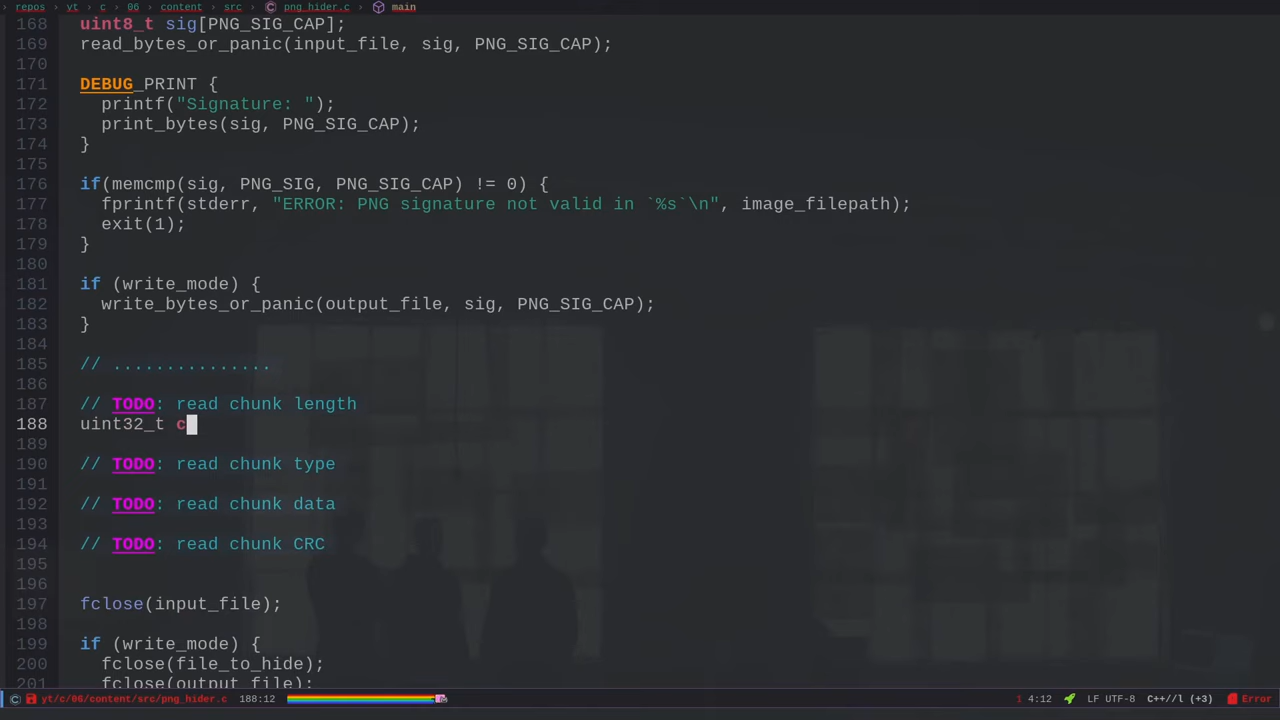 › repos › yt › c › 06 › content › src › png_hider.c › main
168 uint8_t sig[PNG_SIG_CAP];
169 read_bytes_or_panic(input_file, sig, PNG_SIG_CAP);
170
171 DEBUG_PRINT {
172 printf("Signature: ");
173 print_bytes(sig, PNG_SIG_CAP);
174 }
175
176 if(memcmp(sig, PNG_SIG, PNG_SIG_CAP) != 0) {
177 fprintf(stderr, "ERROR: PNG signature not valid in `%s`\n", image_filepath);
178 exit(1);
179 }
180
181 if (write_mode) {
182 write_bytes_or_panic(output_file, sig, PNG_SIG_CAP);
183 }
184
185 // ...............
186
187 // TODO: read chunk length
188 uint32_t c
189
190 // TODO: read chunk type
191
192 // TODO: read chunk data
193
194 // TODO: read chunk CRC
195
196
197 fclose(input_file);
198
199 if (write_mode) {
200 fclose(file_to_hide);
201 fclose(output_file);
yt/c/06/content/src/png_hider.c 188:12 1 4:12 LF UTF-8 C++//l (+3) Error